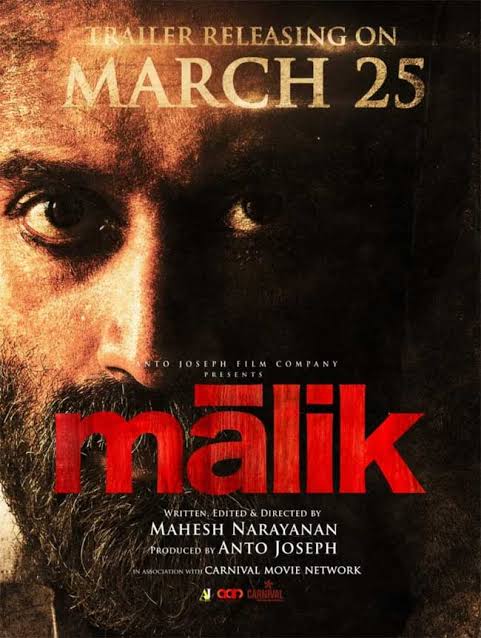 TRAILER RELEASING ON
MARCH 25
ANTO JOSEPH FILM COMPANY
PRESENTS
mālik
WRITTEN, EDITED & DIRECTED BY
MAHESH NARAYANAN
PRODUCED BY ANTO JOSEPH
IN ASSOCIATION WITH CARNIVAL MOVIE NETWORK
CARNIVAL